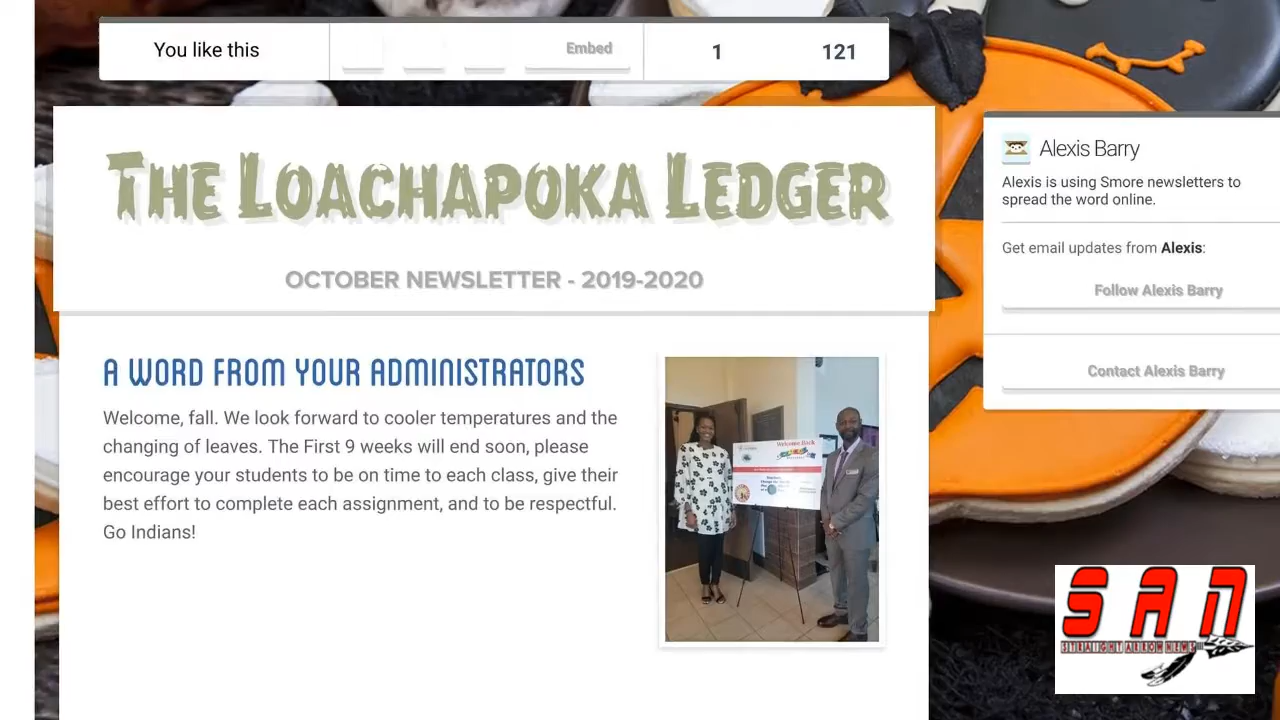 You like this
Embed
1
121
THE LOACHAPOKA LEDGER
OCTOBER NEWSLETTER - 2019-2020
A WORD FROM YOUR ADMINISTRATORS
Welcome, fall. We look forward to cooler temperatures and the
changing of leaves. The First 9 weeks will end soon, please
encourage your students to be on time to each class, give their
best effort to complete each assignment, and to be respectful.
Go Indians!
Welcome Back
Alexis Barry
Alexis is using Smore newsletters to
spread the word online.
Get email updates from Alexis:
Follow Alexis Barry
Contact Alexis Barry
SAN
STRAIGHT ARROW NEWS